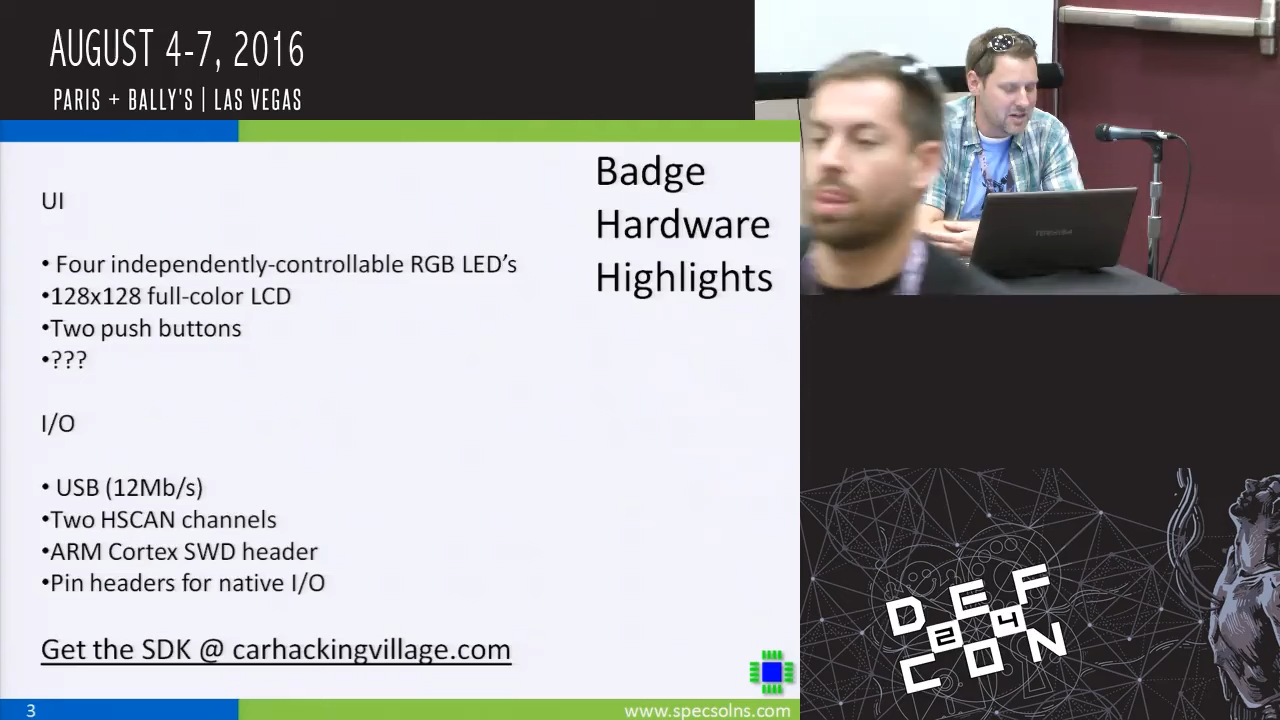 AUGUST 4-7, 2016
PARIS + BALLY'S | LAS VEGAS
Badge
Hardware
Highlights
UI
• Four independently-controllable RGB LED’s
•128x128 full-color LCD
•Two push buttons
•???
I/O
• USB (12Mb/s)
•Two HSCAN channels
•ARM Cortex SWD header
•Pin headers for native I/O
Get the SDK @ carhackingvillage.com
3
www.specsolns.com
TOSHIBA
DEF
24
CON